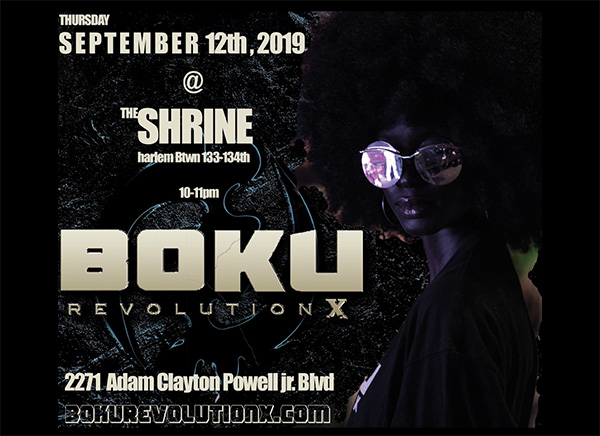 THURSDAY
SEPTEMBER 12th, 2019
@
THE SHRINE
harlem Btwn 133-134th
10-11pm
BOKU
REVOLUTION X
2271 Adam Clayton Powell jr. Blvd
BOKUREVOLUTIONX.COM